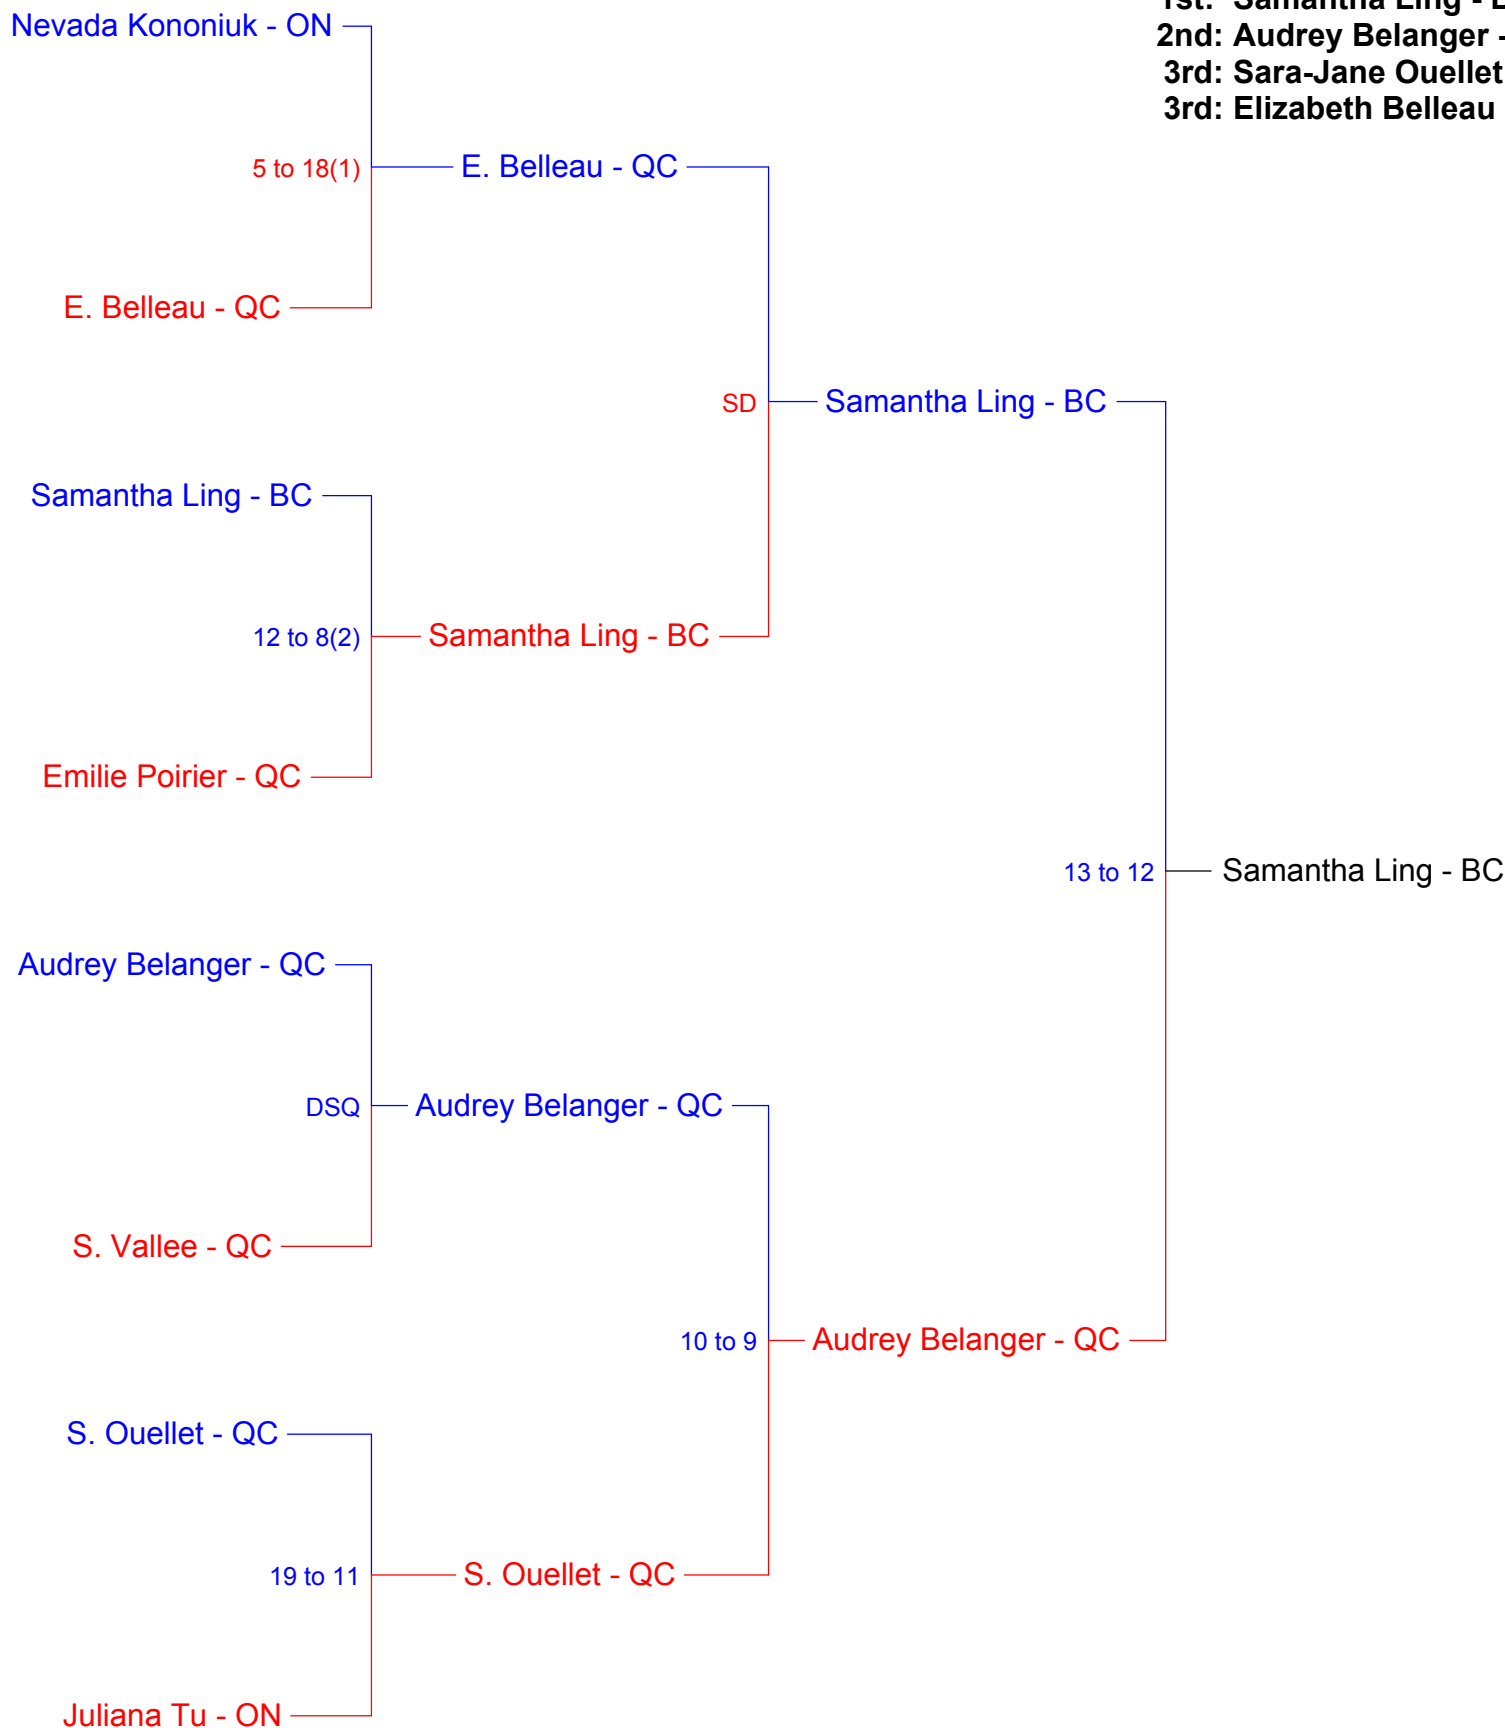 1st: Samantha Ling -
2nd: Audrey Belanger -
3rd: Sara-Jane Ouellet
3rd: Elizabeth Belleau
Nevada Kononiuk - ON
5 to 18(1)
E. Belleau - QC
E. Belleau - QC
SD
Samantha Ling - BC
Samantha Ling - BC
12 to 8(2)
Samantha Ling - BC
Emilie Poirier - QC
13 to 12
Samantha Ling - BC
Audrey Belanger - QC
DSQ
Audrey Belanger - QC
S. Vallee - QC
10 to 9
Audrey Belanger - QC
S. Ouellet - QC
19 to 11
S. Ouellet - QC
Juliana Tu - ON